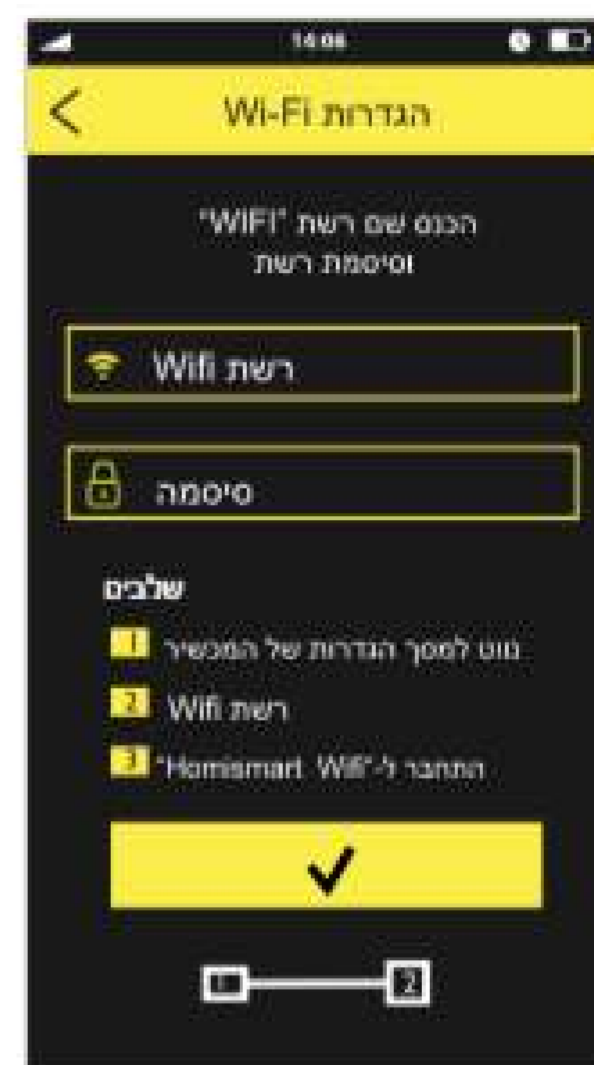 14:08
הגדרות Wi-Fi
הכנס שם רשת "WIFI"
וסיסמת רשת
רשת Wifi
סיסמה
שלבים
1 נווט למסך הגדרות של המכשיר
2 רשת Wifi
3 התחבר ל-"Homismart Wifi"
1 2